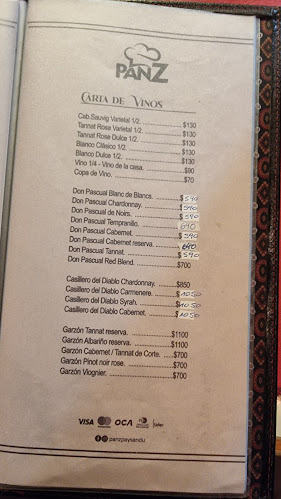 PANZ
CARTA DE VINOS
Cab.Sauvig Varietal 1/2. $130
Tannat Rosa Varietal 1/2. $130
Tannat Rose Dulce 1/2. $130
Blanco Clásico 1/2. $130
Blanco Dulce 1/2. $130
Vino 1/4 - Vino de la casa. $90
Copa de Vino. $70
Don Pascual Blanc de Blancs. $590
Don Pascual Chardonnay. $590
Don Pascual de Noirs. $590
Don Pascual Tempranillo. 640
Don Pascual Cabernet. $590
Don Pascual Cabernet reserva. 640
Don Pascual Tannat. $590
Don Pascual Red Blend. $700
Casillero del Diablo Chardonnay. $850
Casillero del Diablo Carmenere. $1050
Casillero del Diablo Syrah. $1050
Casillero del Diablo Cabernet. $1050
Garzón Tannat reserva. $1100
Garzón Albariño reserva. $1100
Garzón Cabernet / Tannat de Corte. $700
Garzón Pinot noir rose. $700
Garzón Viognier. $700
VISA OCA
panzpaysandu